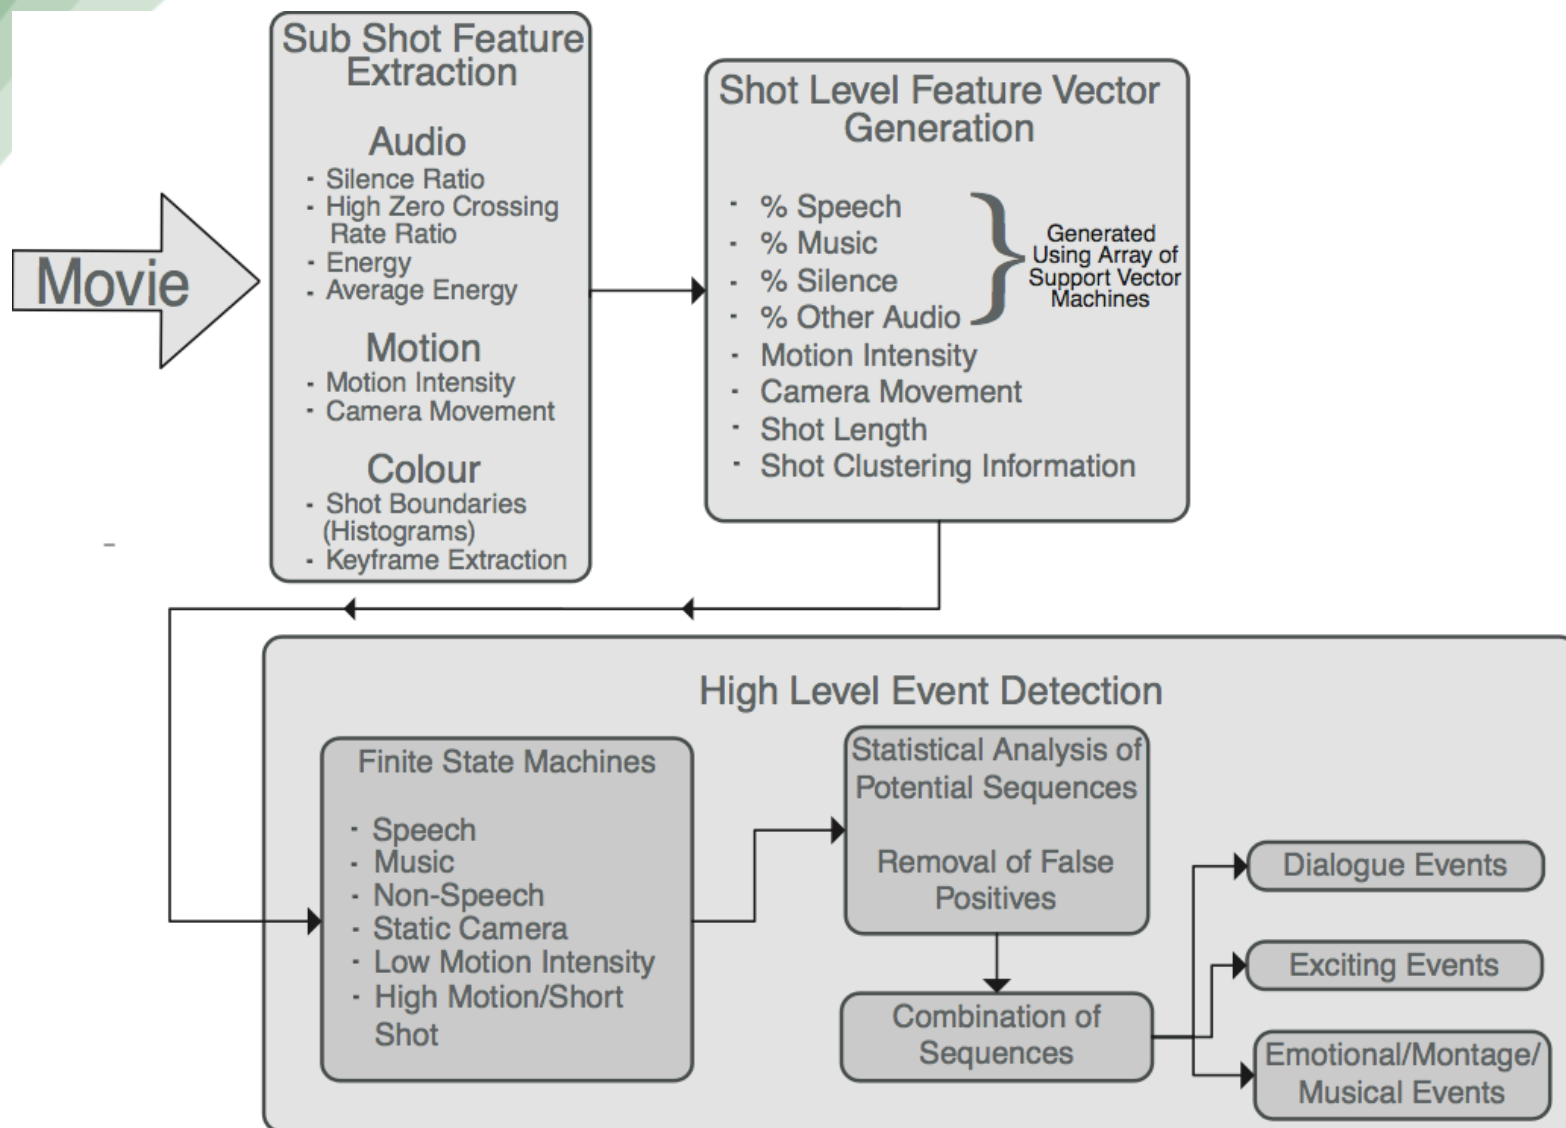 Movie
Sub Shot Feature
Extraction
Audio
- Silence Ratio
- High Zero Crossing
Rate Ratio
- Energy
- Average Energy
Motion
- Motion Intensity
- Camera Movement
Colour
- Shot Boundaries
(Histograms)
- Keyframe Extraction
Shot Level Feature Vector
Generation
- % Speech
- % Music
- % Silence
- % Other Audio
- Motion Intensity
- Camera Movement
- Shot Length
- Shot Clustering Information
Generated
Using Array of
Support Vector
Machines
High Level Event Detection
Finite State Machines
- Speech
- Music
- Non-Speech
- Static Camera
- Low Motion Intensity
- High Motion/Short
Shot
Statistical Analysis of
Potential Sequences
Removal of False
Positives
Combination of
Sequences
Dialogue Events
Exciting Events
Emotional/Montage/
Musical Events